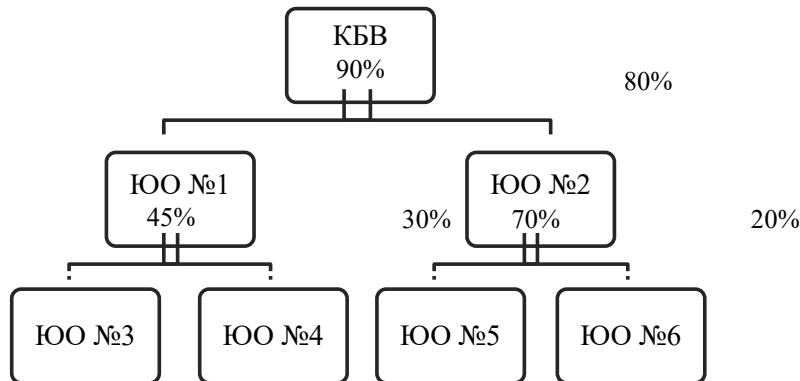 КБВ
90%
80%
ЮО №1
45%
30%
ЮО №2
70%
20%
ЮО №3
ЮО №4
ЮО №5
ЮО №6